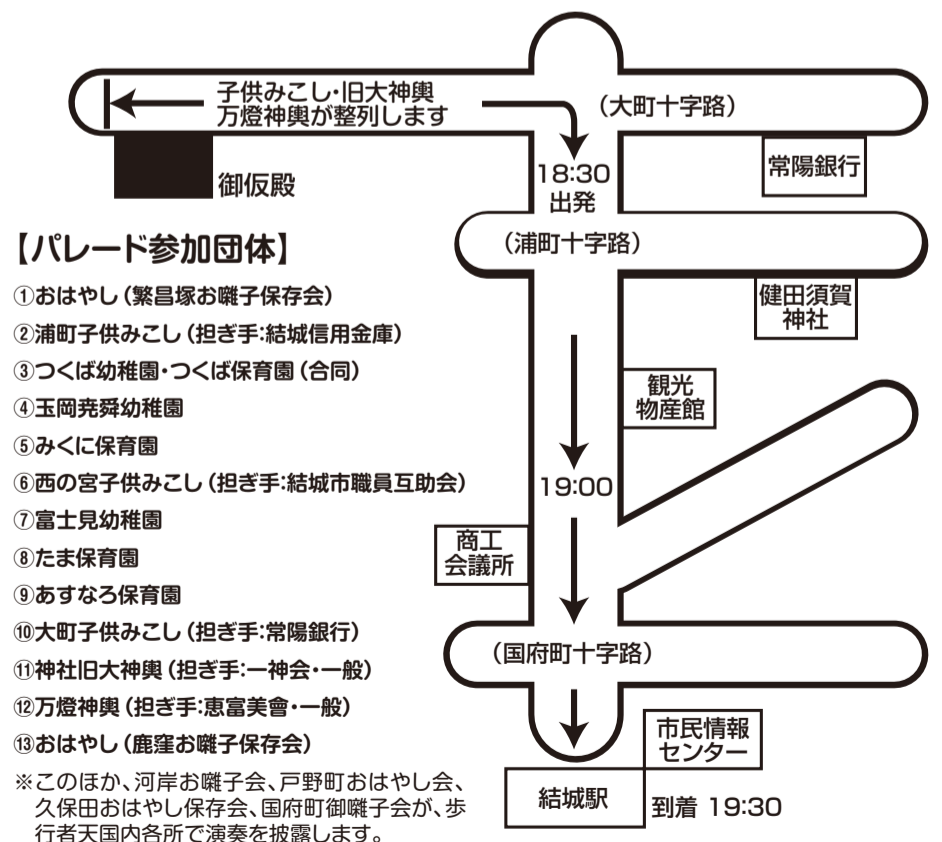 子供みこし・旧大神輿
万燈神輿が整列します
(大町十字路)
18:30
出発
常陽銀行
御仮殿
(浦町十字路)
健田須賀
神社
【パレード参加団体】
①おはやし(繁昌塚お囃子保存会)
②浦町子供みこし(担ぎ手:結城信用金庫)
③つくば幼稚園・つくば保育園(合同)
④玉岡尭舜幼稚園
⑤みくに保育園
⑥西の宮子供みこし(担ぎ手:結城市職員互助会)
⑦富士見幼稚園
⑧たま保育園
⑨あすなろ保育園
⑩大町子供みこし(担ぎ手:常陽銀行)
⑪神社旧大神輿(担ぎ手:一神会・一般)
⑫万燈神輿(担ぎ手:恵富美會・一般)
⑬おはやし(鹿窪お囃子保存会)
※このほか、河岸お囃子会、戸野町おはやし会、
久保田おはやし保存会、国府町御囃子会が、歩
行者天国内各所で演奏を披露します。
観光
物産館
19:00
商工
会議所
(国府町十字路)
市民情報
センター
結城駅
到着 19:30